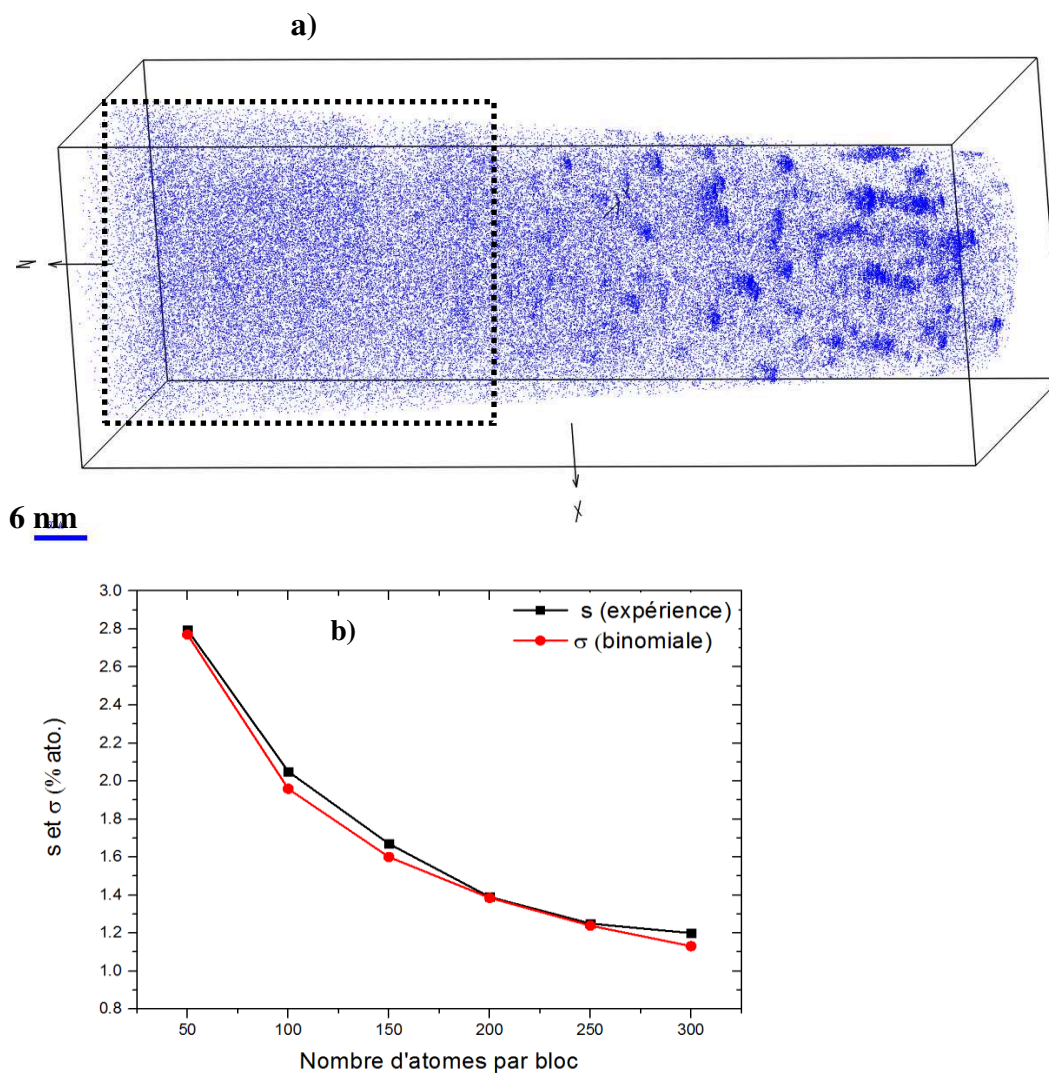 a)
N
X
6 nm
3.0
2.8
2.6
2.4
2.2
2.0
1.8
1.6
1.4
1.2
1.0
0.8
s et σ (% ato.)
b)
s (expérience)
σ (binomiale)
50 100 150 200 250 300
Nombre d'atomes par bloc